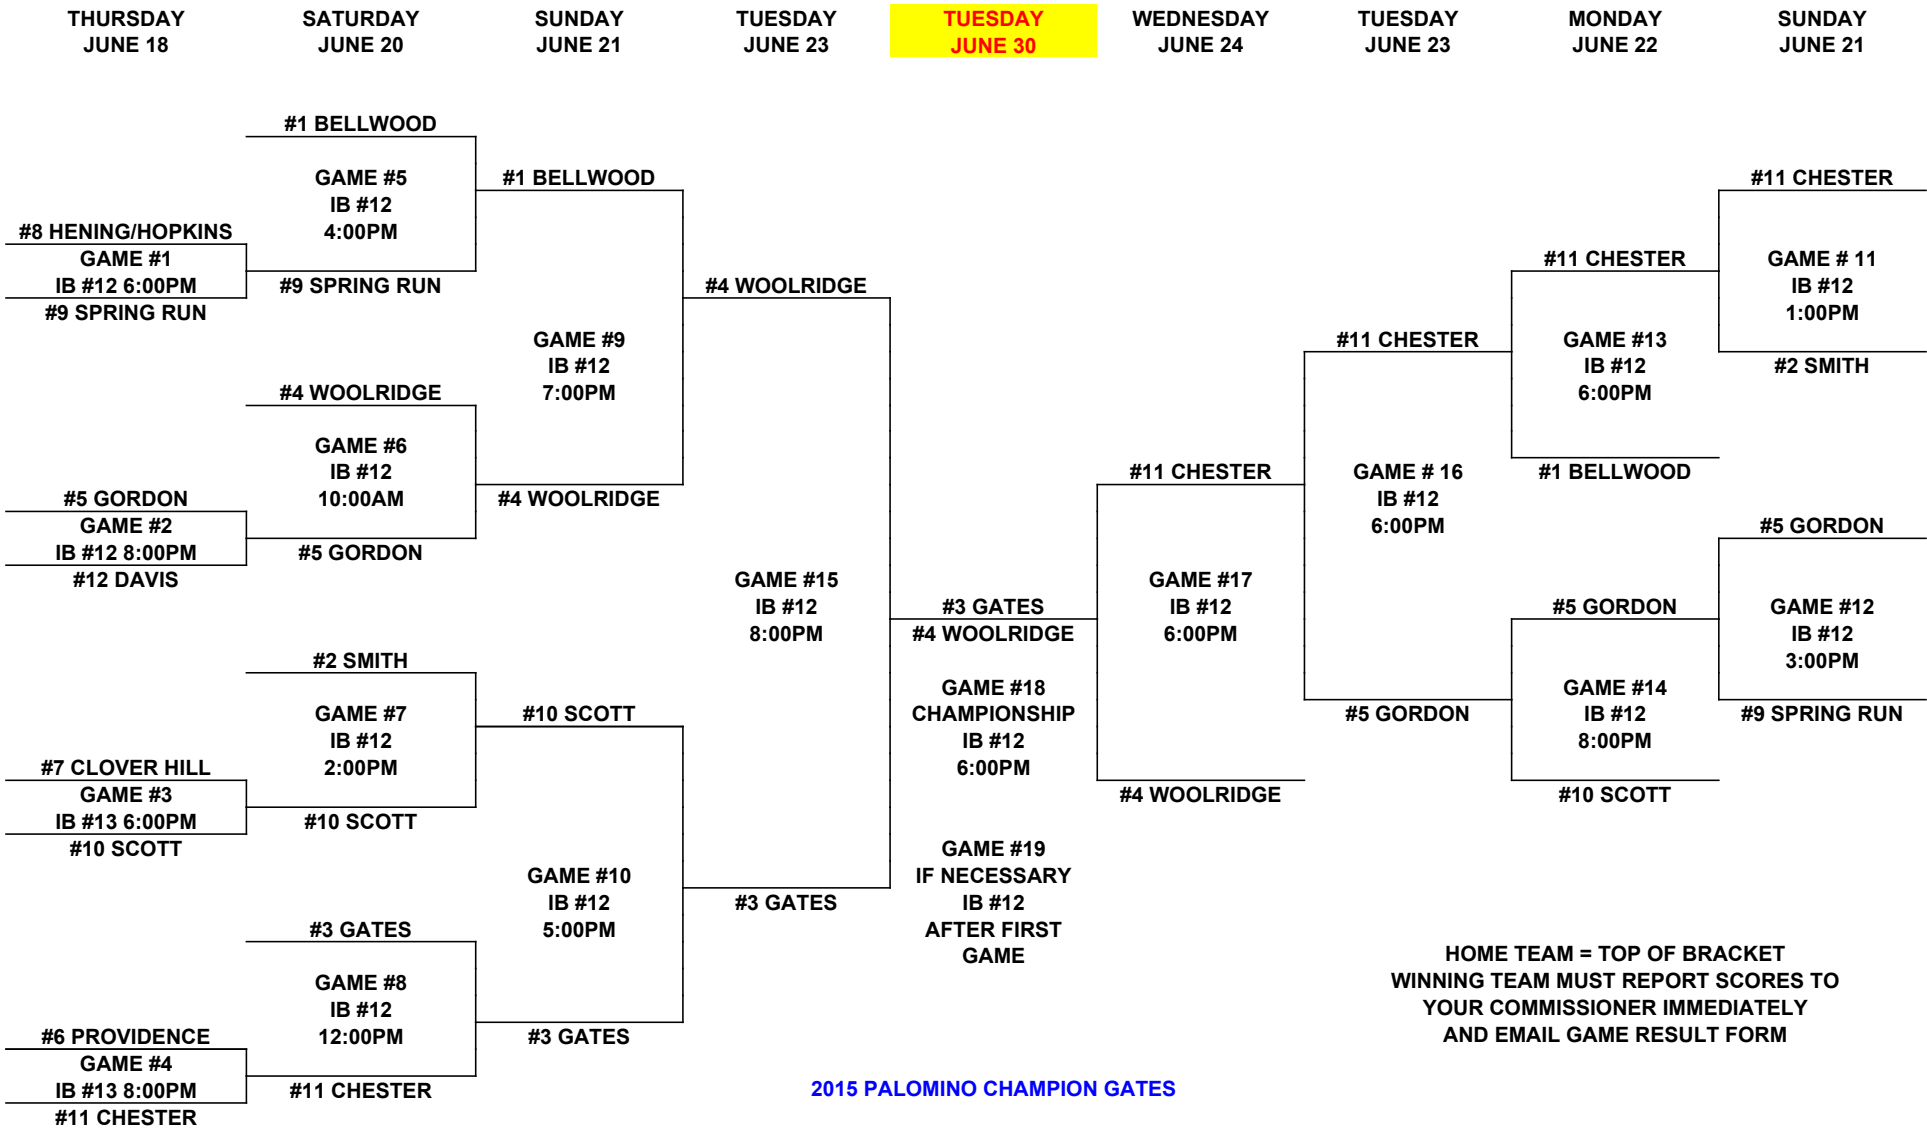 THURSDAY
JUNE 18
SATURDAY
JUNE 20
SUNDAY
JUNE 21
TUESDAY
JUNE 23
TUESDAY
JUNE 30
WEDNESDAY
JUNE 24
TUESDAY
JUNE 23
MONDAY
JUNE 22
SUNDAY
JUNE 21
#8 HENING/HOPKINS
GAME #1
IB #12 6:00PM
#9 SPRING RUN
#5 GORDON
GAME #2
IB #12 8:00PM
#12 DAVIS
#7 CLOVER HILL
GAME #3
IB #13 6:00PM
#10 SCOTT
#6 PROVIDENCE
GAME #4
IB #13 8:00PM
#11 CHESTER
#1 BELLWOOD
GAME #5
IB #12
4:00PM
#9 SPRING RUN
#4 WOOLRIDGE
GAME #6
IB #12
10:00AM
#5 GORDON
#2 SMITH
GAME #7
IB #12
2:00PM
#10 SCOTT
#3 GATES
GAME #8
IB #12
12:00PM
#11 CHESTER
#1 BELLWOOD
GAME #9
IB #12
7:00PM
#4 WOOLRIDGE
#10 SCOTT
GAME #10
IB #12
5:00PM
#3 GATES
#4 WOOLRIDGE
GAME #15
IB #12
8:00PM
#3 GATES
#3 GATES
#4 WOOLRIDGE
GAME #18
CHAMPIONSHIP
IB #12
6:00PM
GAME #19
IF NECESSARY
IB #12
AFTER FIRST
GAME
#11 CHESTER
GAME #17
IB #12
6:00PM
#4 WOOLRIDGE
#11 CHESTER
GAME # 16
IB #12
6:00PM
#5 GORDON
#11 CHESTER
GAME #13
IB #12
6:00PM
#1 BELLWOOD
#5 GORDON
GAME #14
IB #12
8:00PM
#10 SCOTT
#11 CHESTER
GAME # 11
IB #12
1:00PM
#2 SMITH
#5 GORDON
GAME #12
IB #12
3:00PM
#9 SPRING RUN
HOME TEAM = TOP OF BRACKET
WINNING TEAM MUST REPORT SCORES TO
YOUR COMMISSIONER IMMEDIATELY
AND EMAIL GAME RESULT FORM
2015 PALOMINO CHAMPION GATES